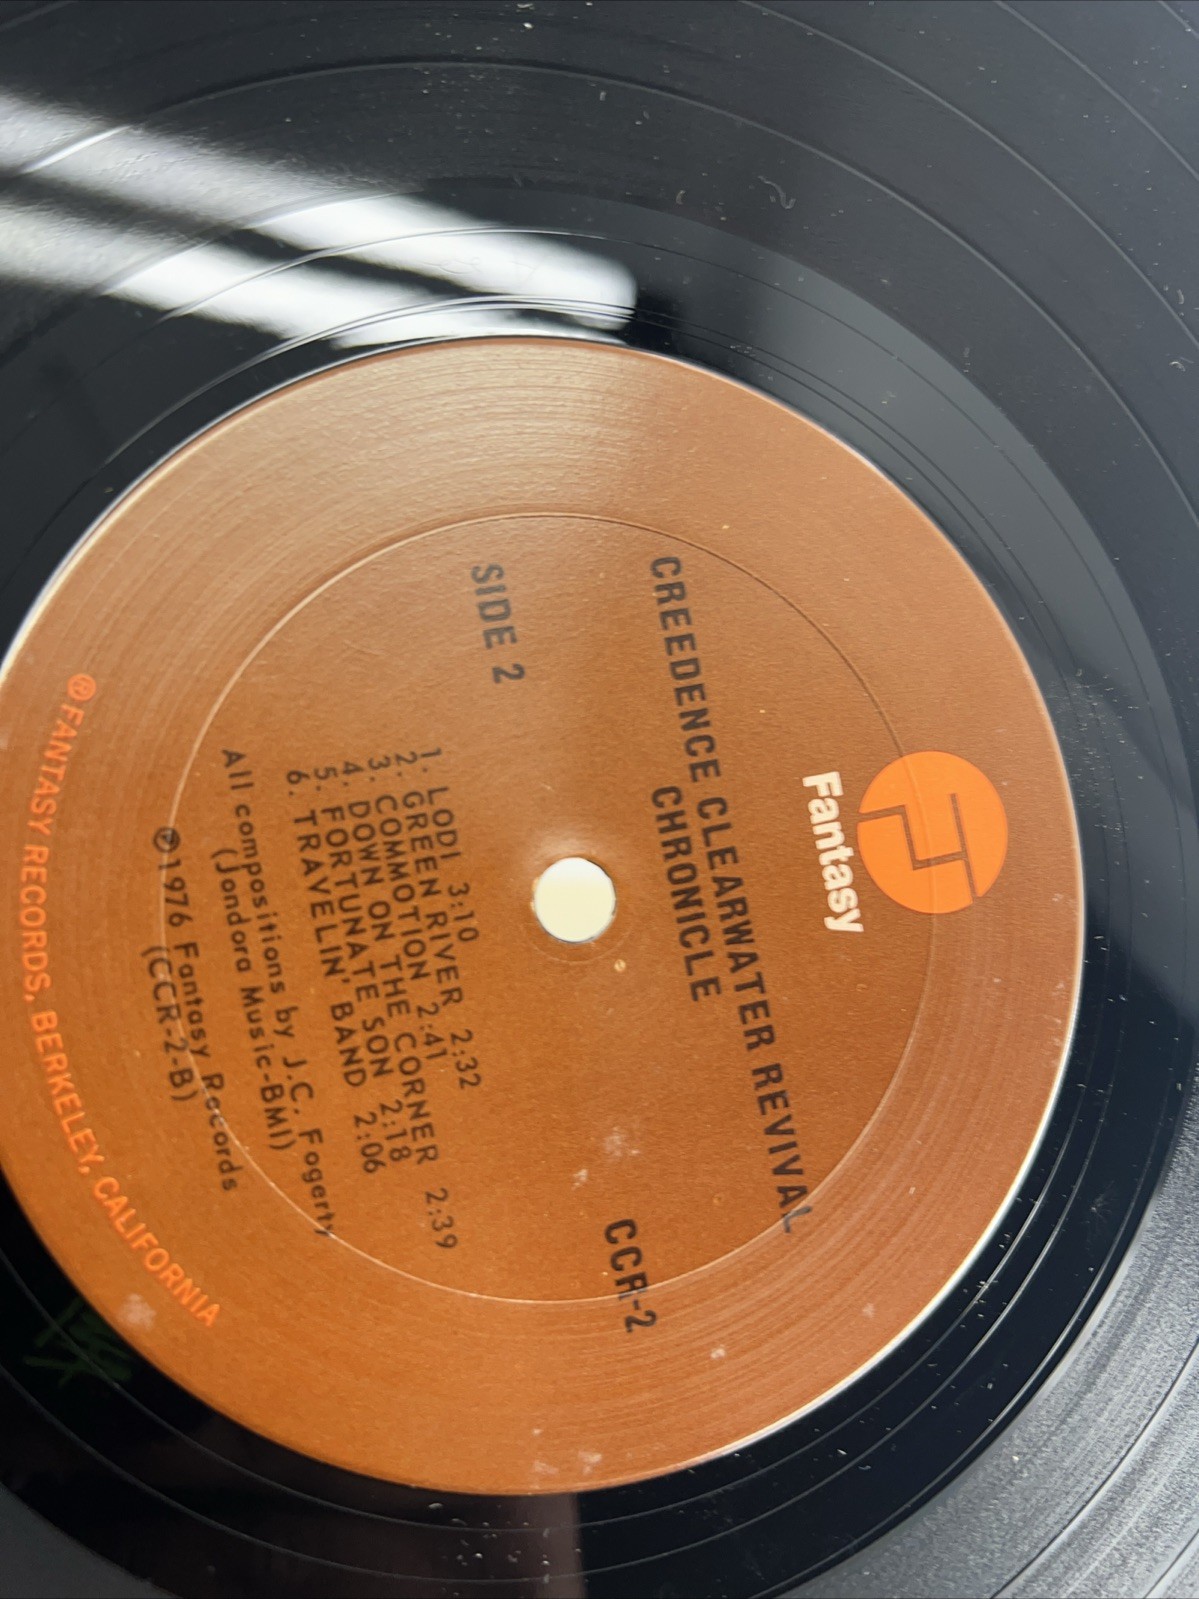 Fantasy
CREEDENCE CLEARWATER REVIVAL
CHRONICLE
SIDE 2
CCR-2
1. LODI 3:10
2. GREEN RIVER 2:32
3. COMMOTION 2:41
4. DOWN ON THE CORNER 2:39
5. FORTUNATE SON 2:18
6. TRAVELIN' BAND 2:06
All compositions by J.C. Fogerty
(Jondora Music-BMI)
℗1976 Fantasy Records
(CCR-2-B)
®FANTASY RECORDS, BERKELEY, CALIFORNIA